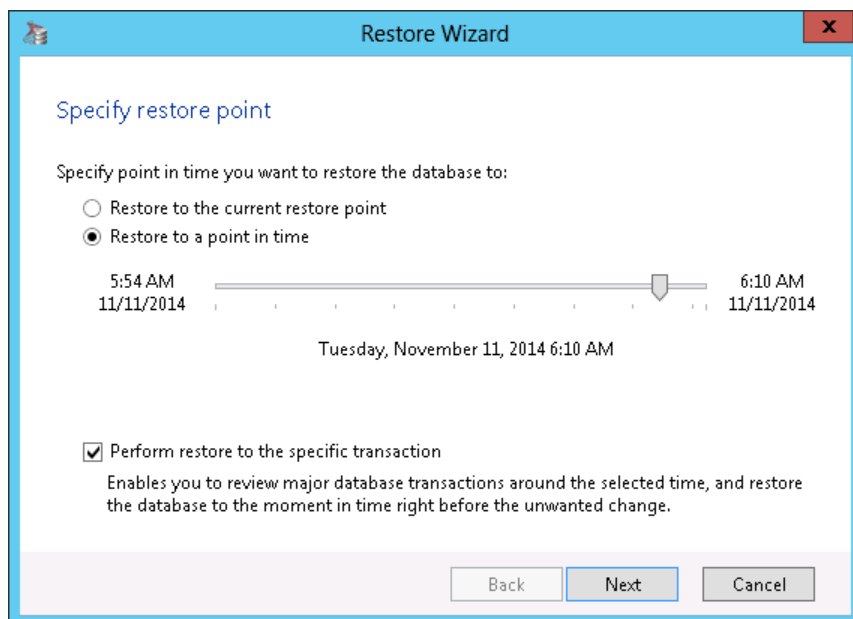 Restore Wizard
x
Specify restore point
Specify point in time you want to restore the database to:
Restore to the current restore point
Restore to a point in time
5:54 AM
11/11/2014
6:10 AM
11/11/2014
Tuesday, November 11, 2014 6:10 AM
Perform restore to the specific transaction
Enables you to review major database transactions around the selected time, and restore
the database to the moment in time right before the unwanted change.
Back
Next
Cancel